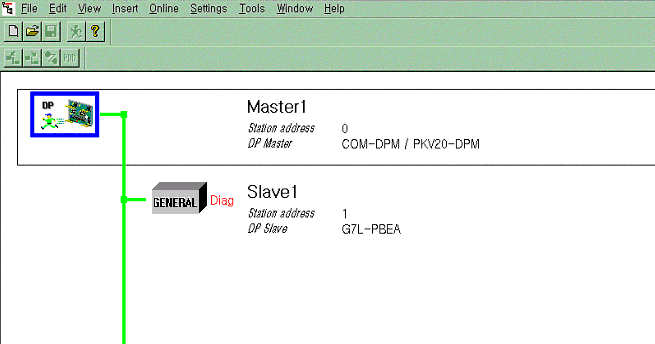 File Edit View Insert Online Settings Tools Window Help
DP
Master1
Station address 0
DP Master COM-DPM / PKV20-DPM
GENERAL Diag
Slave1
Station address 1
DP Slave G7L-PBEA